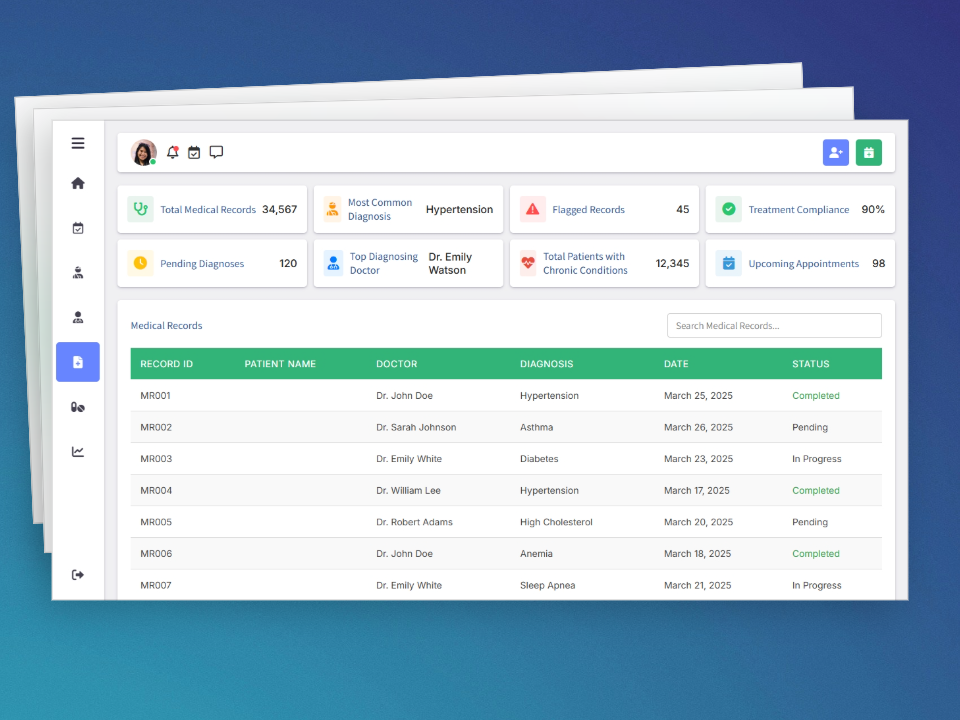 Total Medical Records 34,567
Most Common
Diagnosis
Hypertension
Flagged Records 45
Treatment Compliance 90%
Pending Diagnoses 120
Top Diagnosing
Doctor
Dr. Emily
Watson
Total Patients with
Chronic Conditions
12,345
Upcoming Appointments 98
Medical Records
Search Medical Records...
RECORD ID PATIENT NAME DOCTOR DIAGNOSIS DATE STATUS
MR001 Dr. John Doe Hypertension March 25, 2025 Completed
MR002 Dr. Sarah Johnson Asthma March 26, 2025 Pending
MR003 Dr. Emily White Diabetes March 23, 2025 In Progress
MR004 Dr. William Lee Hypertension March 17, 2025 Completed
MR005 Dr. Robert Adams High Cholesterol March 20, 2025 Pending
MR006 Dr. John Doe Anemia March 18, 2025 Completed
MR007 Dr. Emily White Sleep Apnea March 21, 2025 In Progress